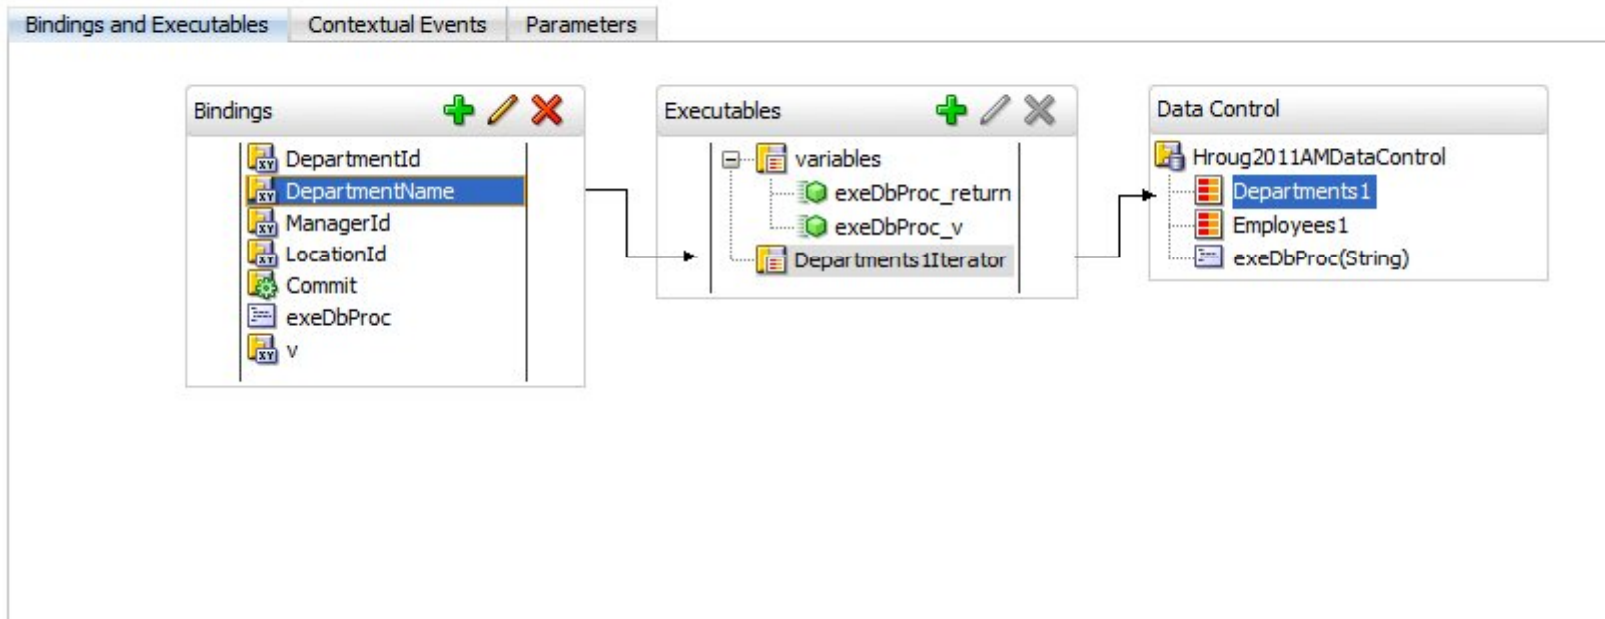 Bindings and Executables
Contextual Events
Parameters
Bindings
DepartmentId
DepartmentName
ManagerId
LocationId
Commit
exeDbProc
v
Executables
variables
exeDbProc_return
exeDbProc_v
Departments1Iterator
Data Control
Hroug2011AMDataControl
Departments1
Employees1
exeDbProc(String)